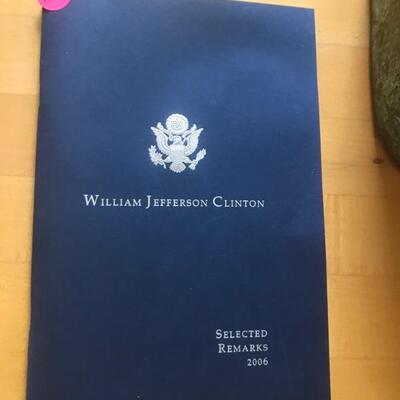 WILLIAM JEFFERSON CLINTON
SELECTED
REMARKS
2006